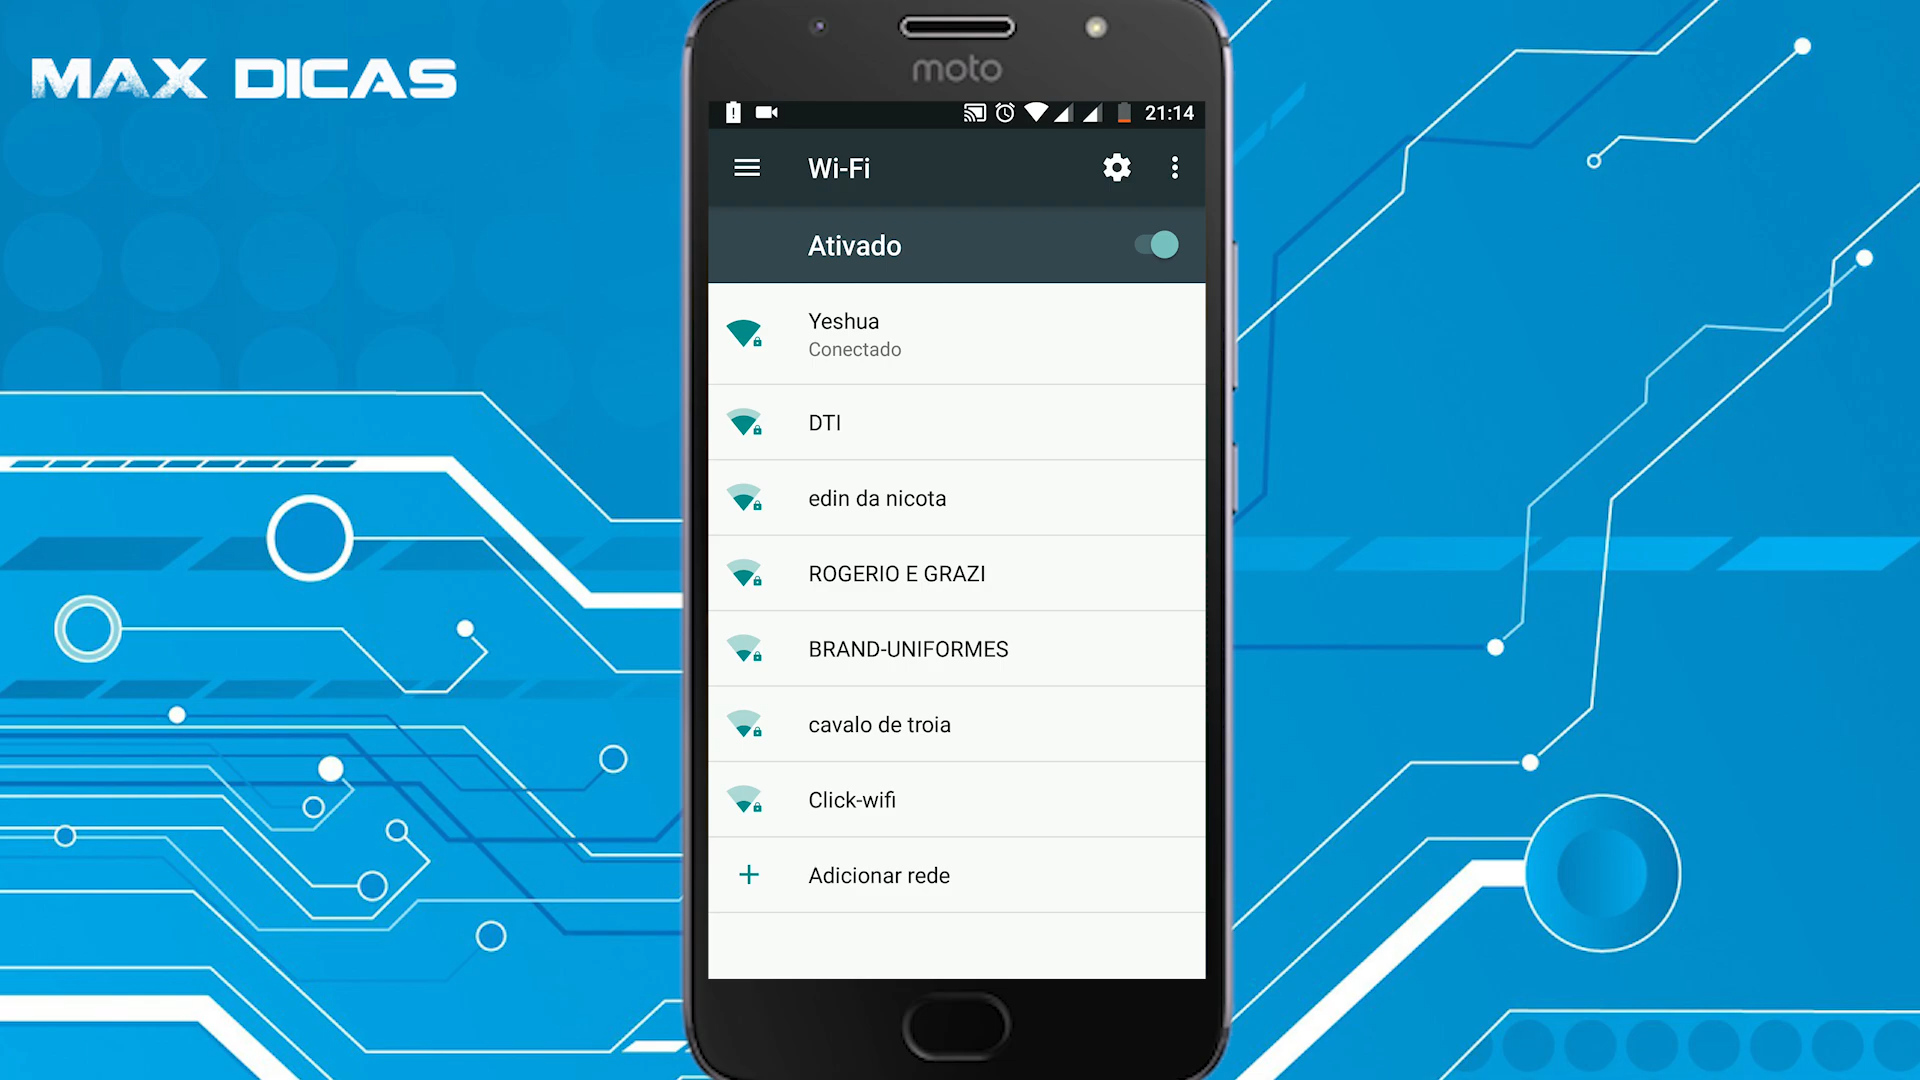 MAX DICAS
moto
21:14
Wi-Fi
Ativado
Yeshua
Conectado
DTI
edin da nicota
ROGERIO E GRAZI
BRAND-UNIFORMES
cavalo de troia
Click-wifi
Adicionar rede